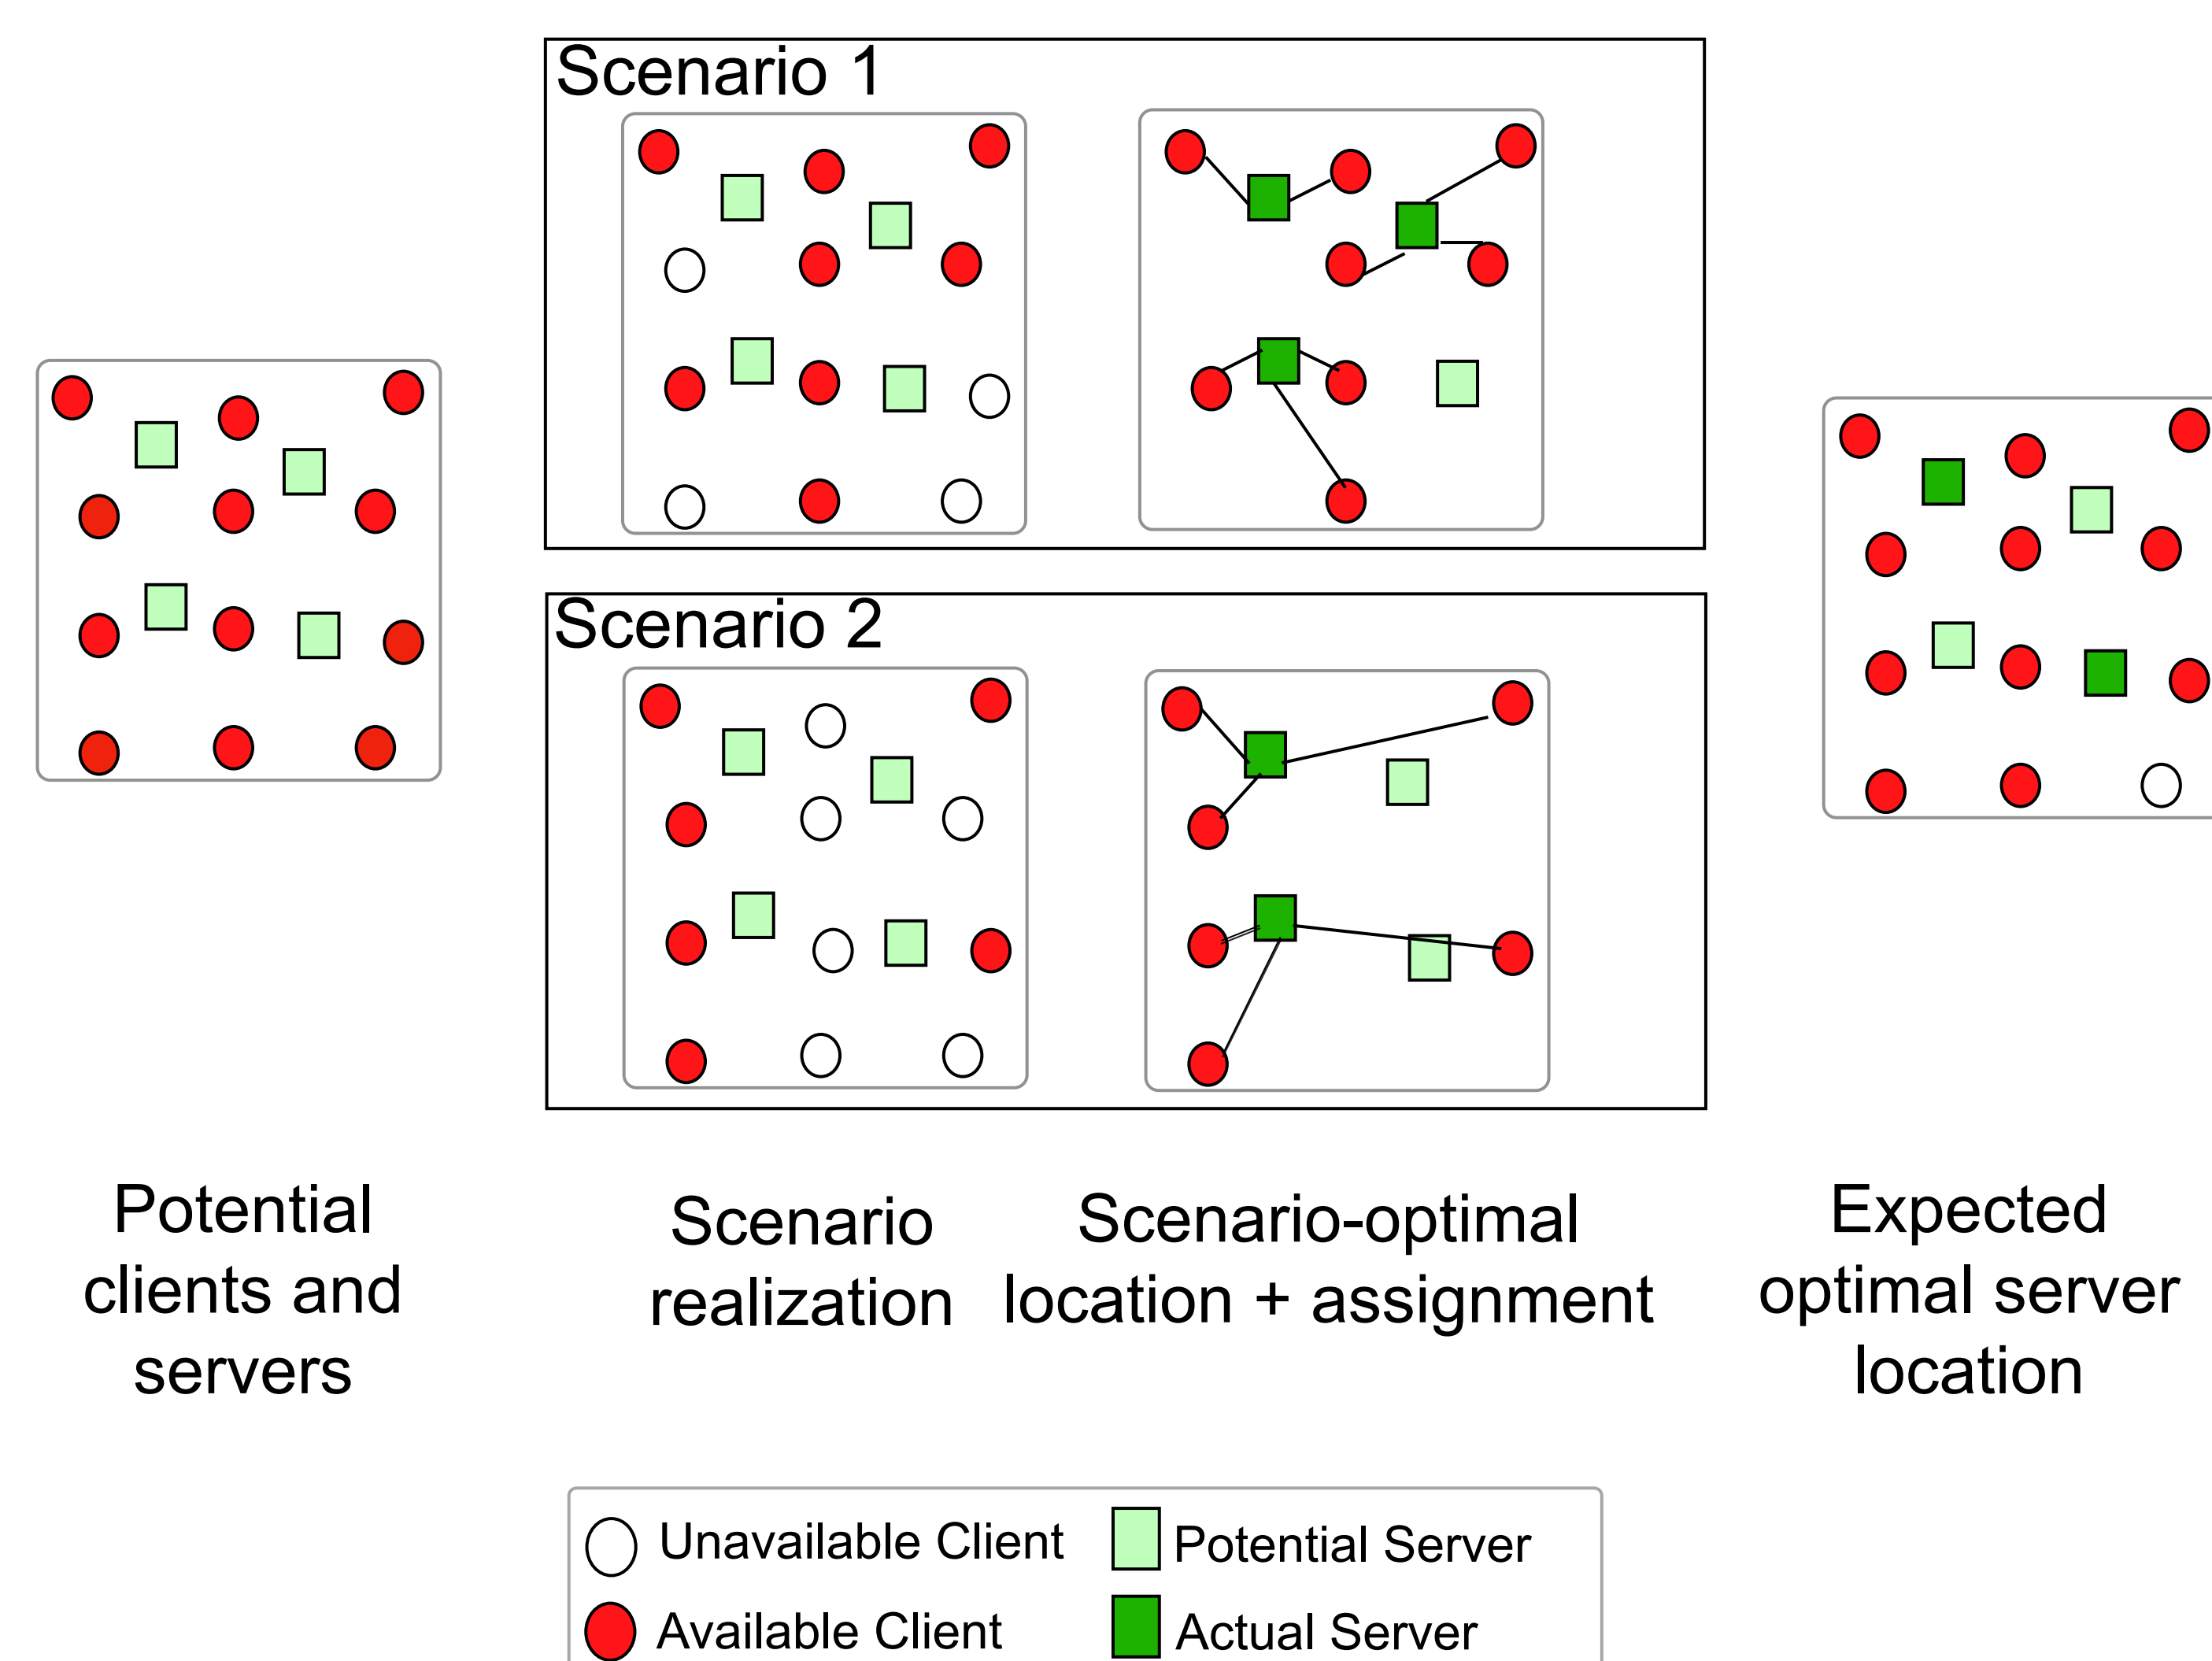 Scenario 1
Scenario 2
Potential
clients and
servers
Scenario
realization
Scenario-optimal
location + assignment
Expected
optimal server
location
Unavailable Client
Potential Server
Available Client
Actual Server